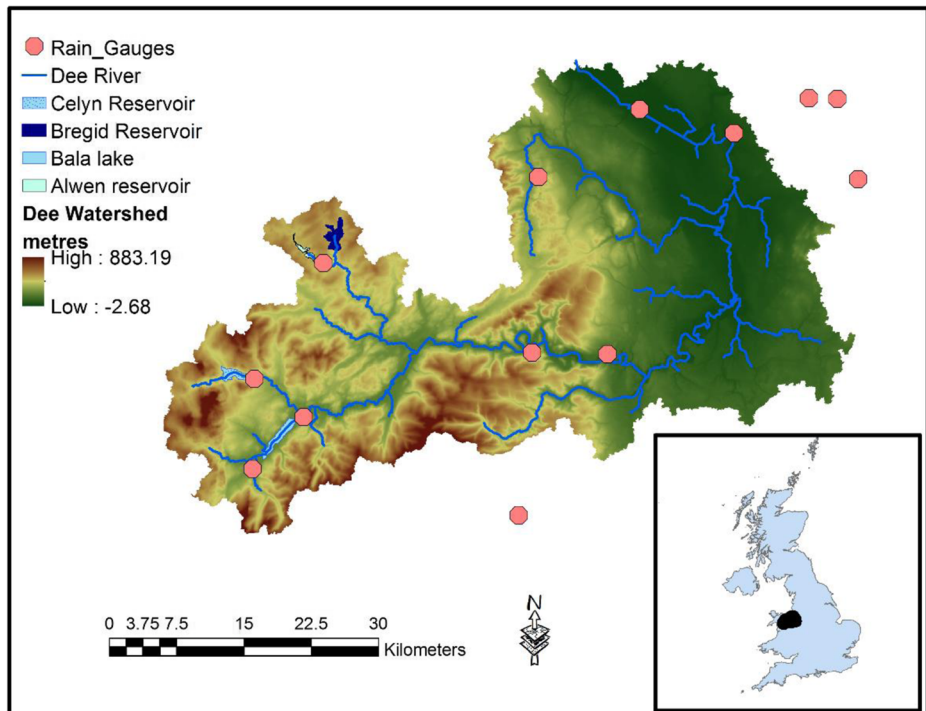 Rain_Gauges
Dee River
Celyn Reservoir
Bregid Reservoir
Bala lake
Alwen reservoir
Dee Watershed
metres
High : 883.19
Low : -2.68
0 3.75 7.5 15 22.5 30
Kilometers
N